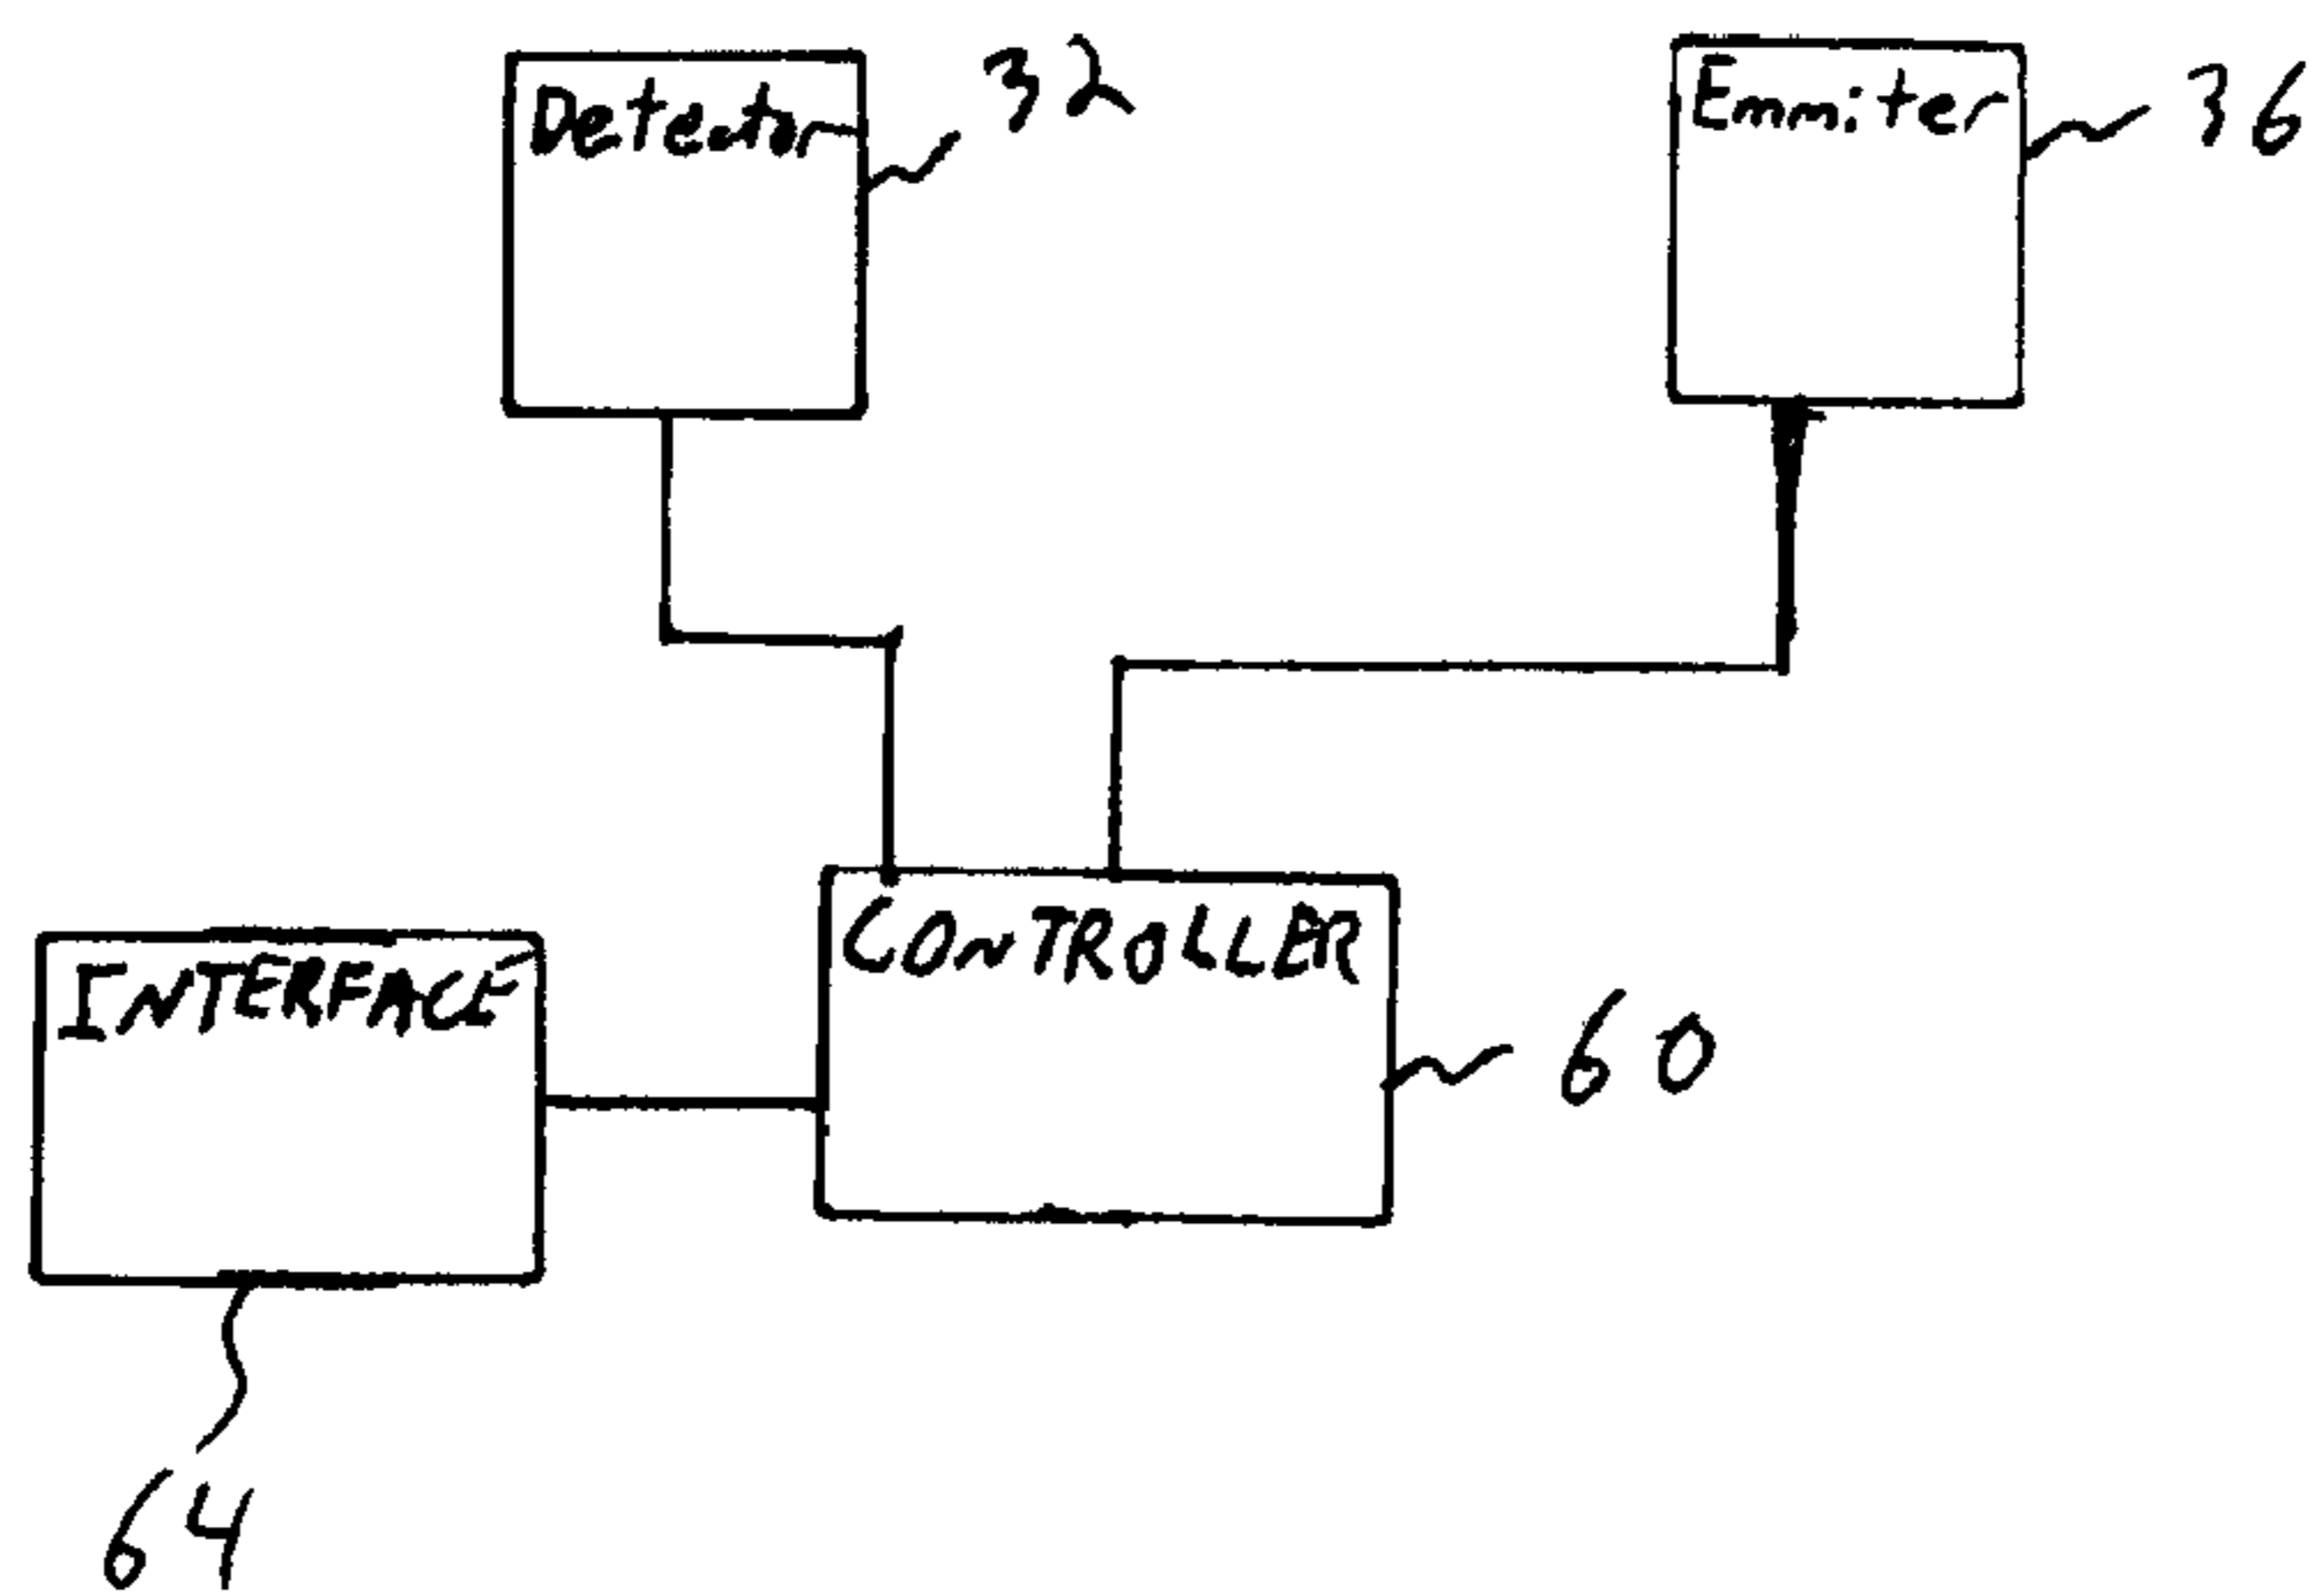 Detector
32
Emmiter
36
CONTROLLER
60
INTERFACE
64